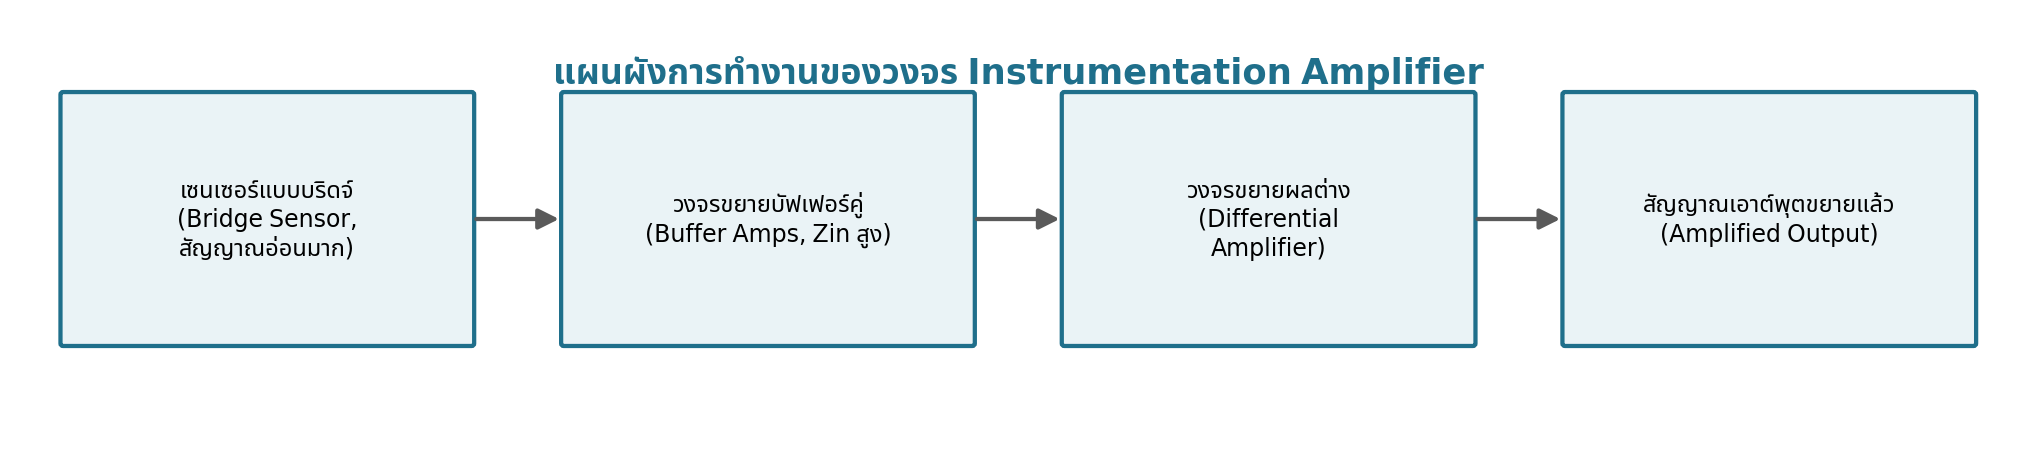 แผนผังการทำงานของวงจร Instrumentation Amplifier
เซนเซอร์แบบบริดจ์
(Bridge Sensor,
สัญญาณอ่อนมาก)
วงจรขยายบัฟเฟอร์คู่
(Buffer Amps, Zin สูง)
วงจรขยายผลต่าง
(Differential
Amplifier)
สัญญาณเอาต์พุตขยายแล้ว
(Amplified Output)